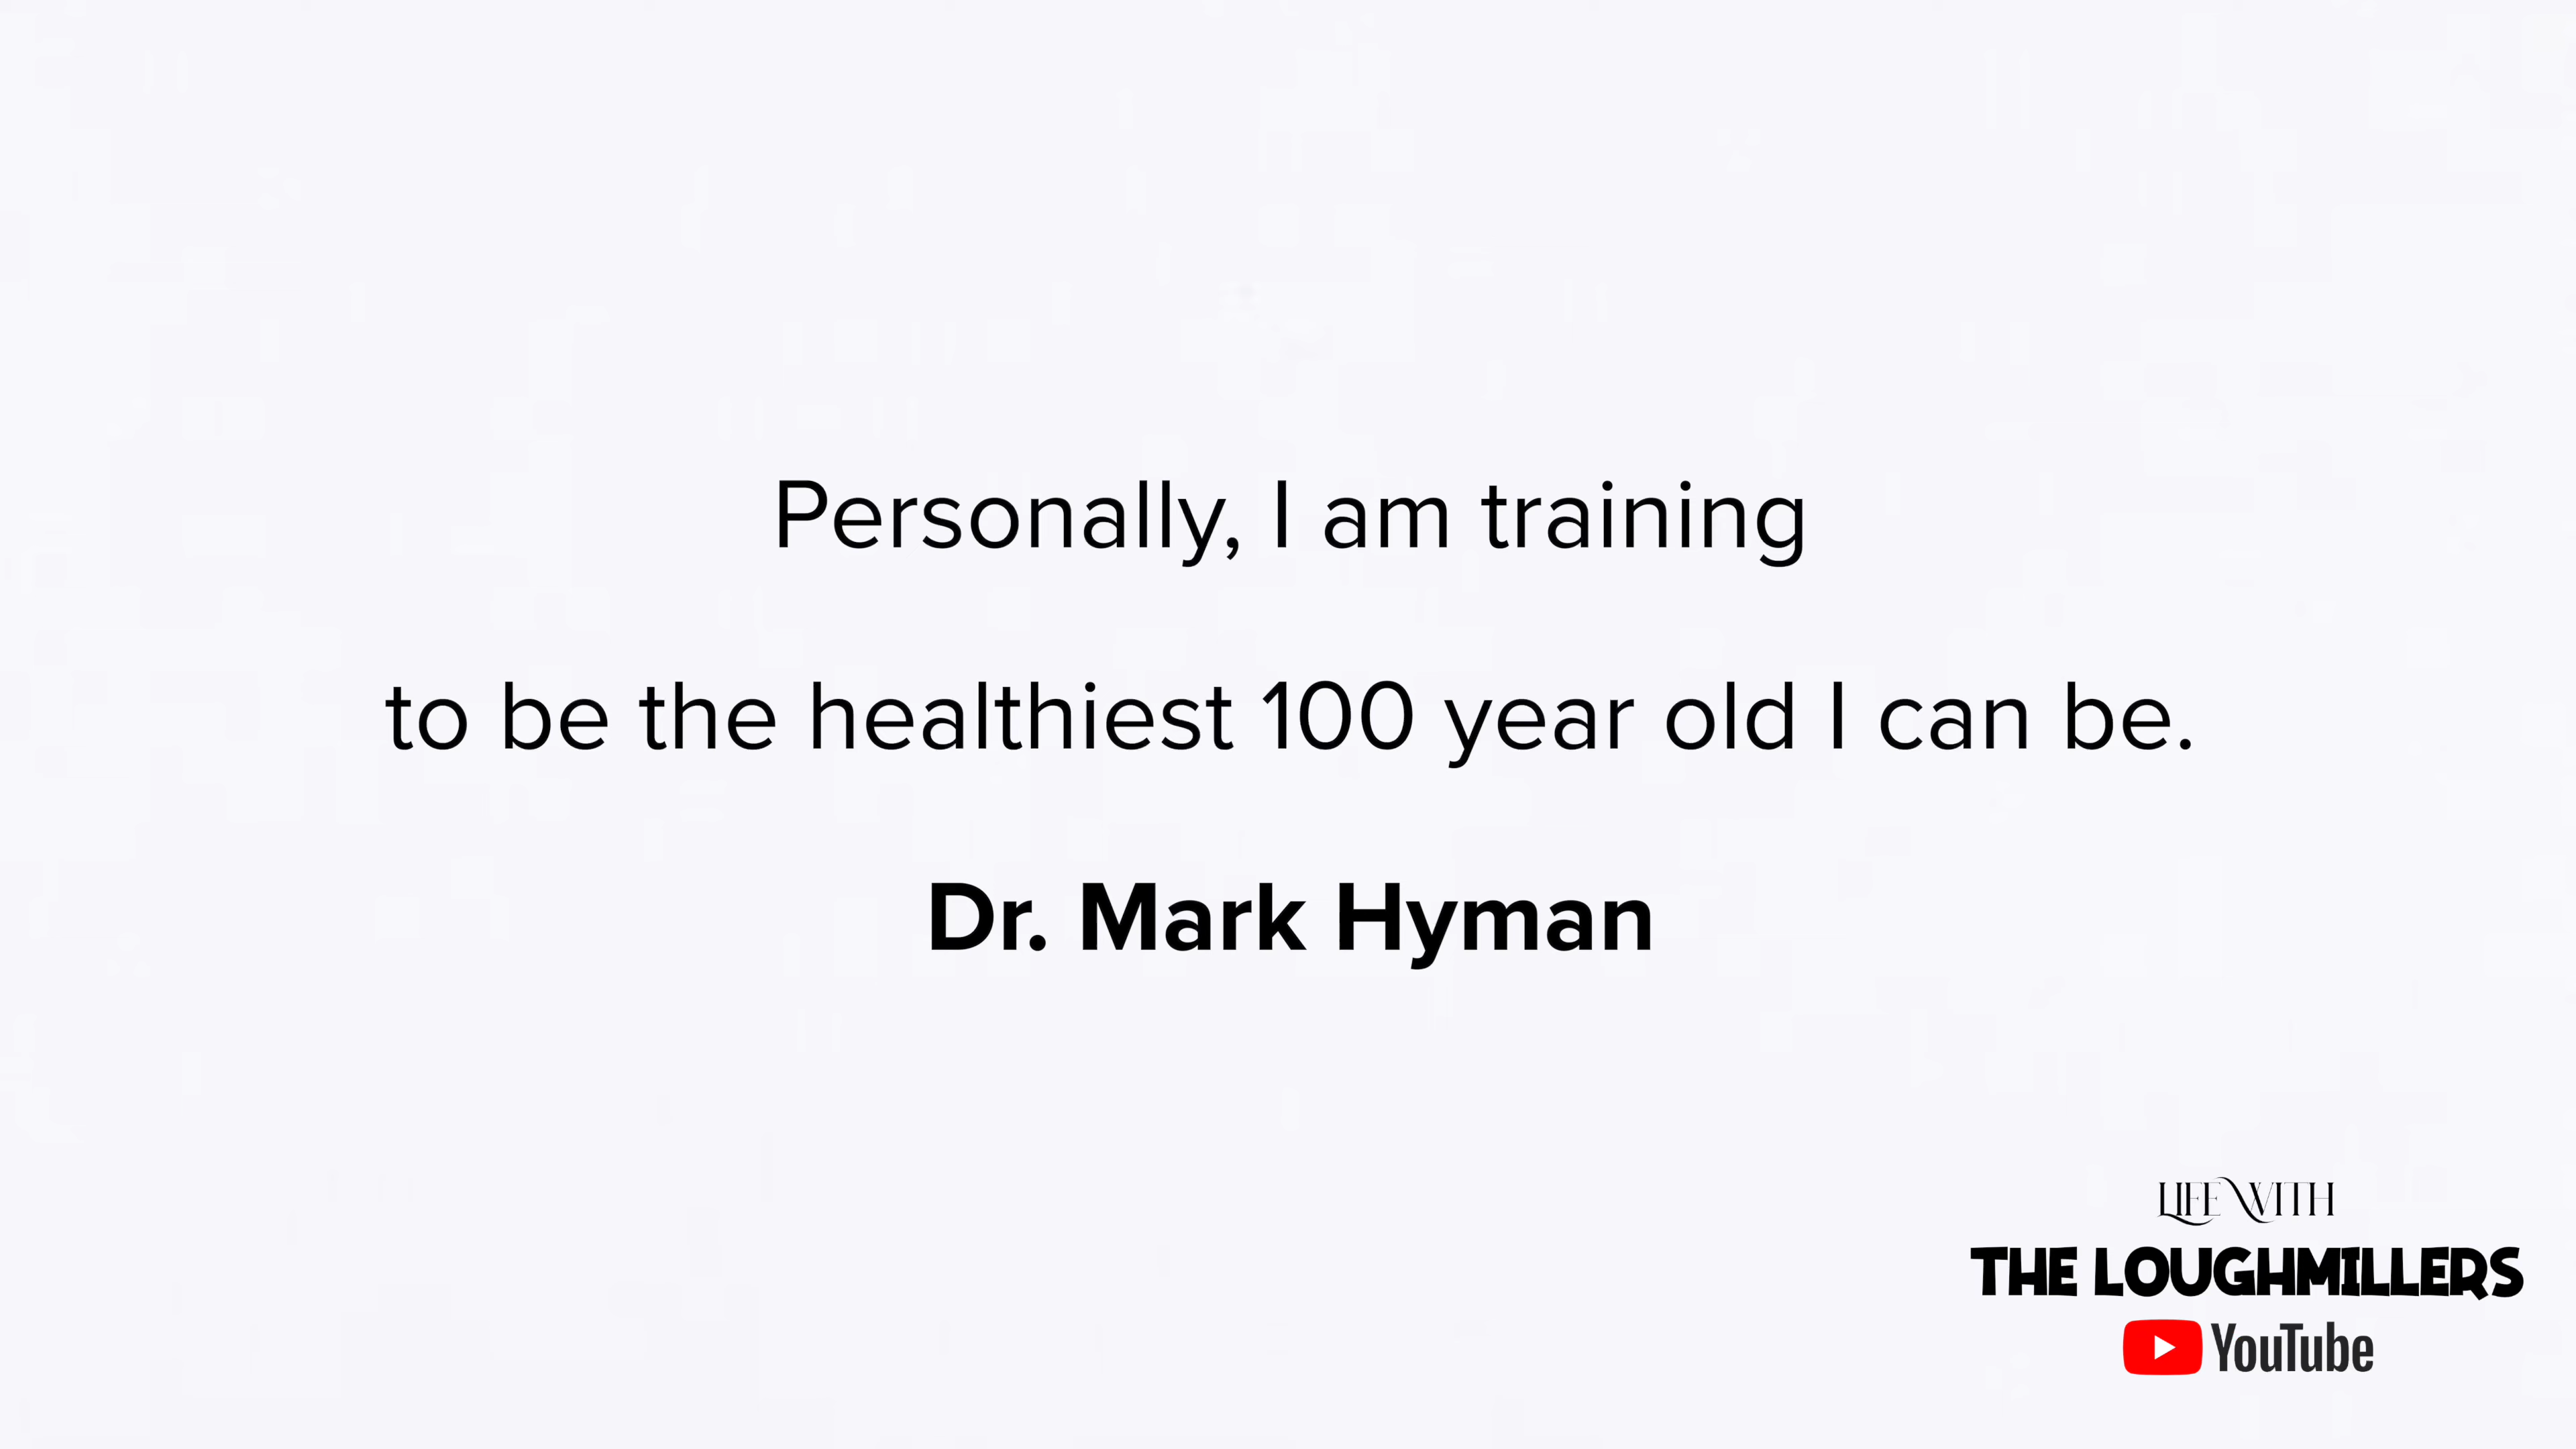 Personally, I am training
to be the healthiest 100 year old I can be.
Dr. Mark Hyman
LIFE WITH
THE LOUGHMILLERS
YouTube